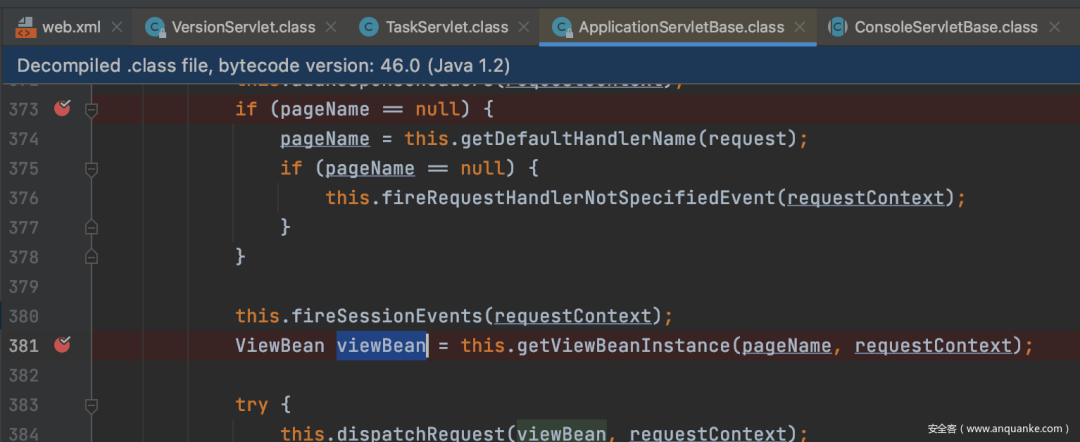 web.xml VersionServlet.class TaskServlet.class ApplicationServletBase.class ConsoleServletBase.class
Decompiled .class file, bytecode version: 46.0 (Java 1.2)
373 if (pageName == null) {
374 pageName = this.getDefaultHandlerName(request);
375 if (pageName == null) {
376 this.fireRequestHandlerNotSpecifiedEvent(requestContext);
377 }
378 }
379
380 this.fireSessionEvents(requestContext);
381 ViewBean viewBean = this.getViewBeanInstance(pageName, requestContext);
382
383 try {
384 this.dispatchRequest(viewBean, requestContext);
安全客（www.anquanke.com）